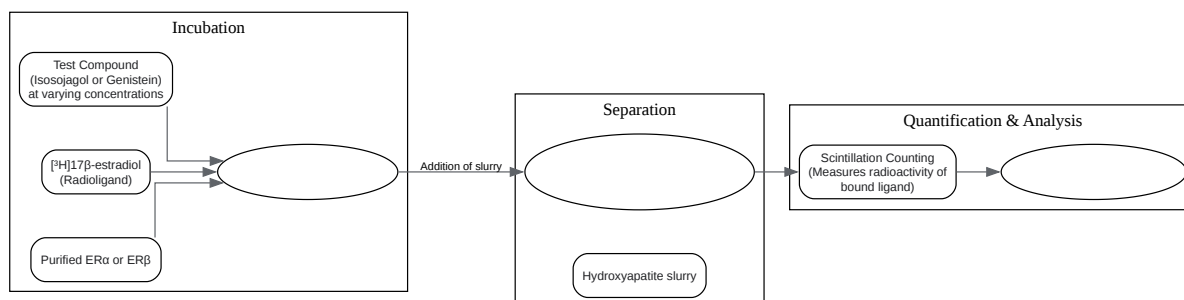 Incubation
Test Compound
(Isosojagol or Genistein)
at varying concentrations
[³H]17β-estradiol
(Radioligand)
Purified ERα or ERβ
Addition of slurry
Separation
Hydroxyapatite slurry
Quantification & Analysis
Scintillation Counting
(Measures radioactivity of
bound ligand)